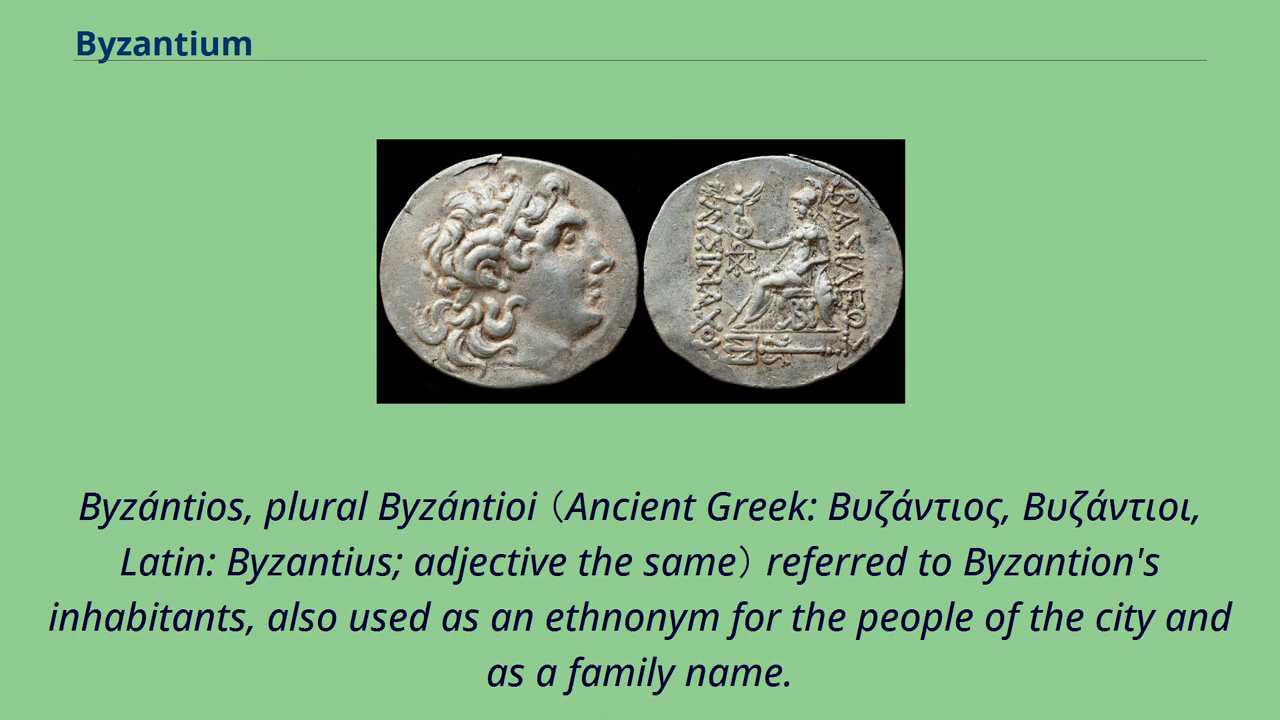 Byzantium
ΒΑΣΙΛΕΩΣ
ΛΥΣΙΜΑΧΟΥ
Byzántios, plural Byzántioi（Ancient Greek: Βυζάντιος, Βυζάντιοι,
Latin: Byzantius; adjective the same）referred to Byzantion's
inhabitants, also used as an ethnonym for the people of the city and
as a family name.